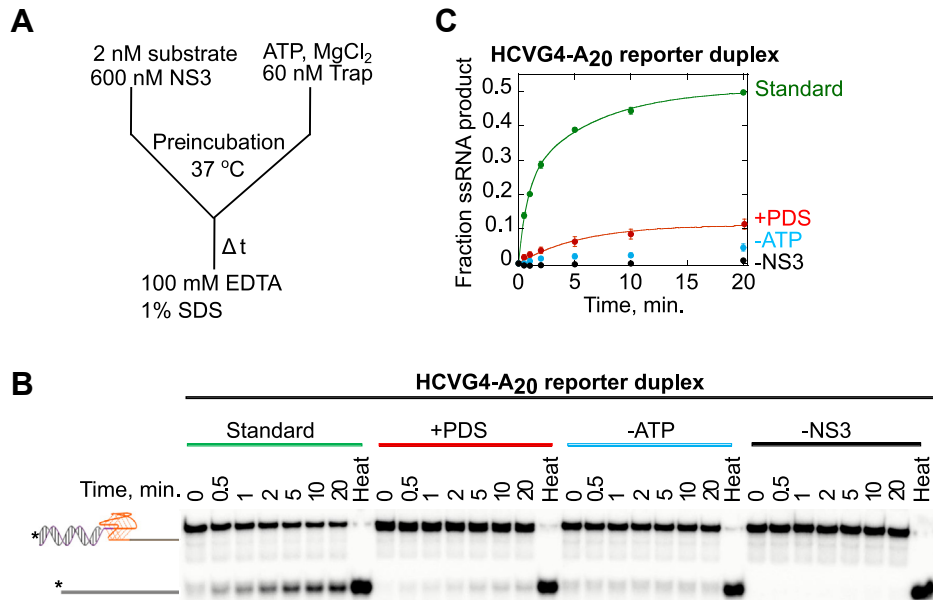 A
2 nM substrate
600 nM NS3
ATP, MgCl2
60 nM Trap
Preincubation
37 °C
Δt
100 mM EDTA
1% SDS
C
HCVG4-A20 reporter duplex
Fraction ssRNA product
0.5
0.4
0.3
0.2
0.1
0
0 5 10 15 20
Time, min.
Standard
+PDS
-ATP
-NS3
B
HCVG4-A20 reporter duplex
Standard +PDS -ATP -NS3
Time, min. 0 0.5 1 2 5 10 20 Heat 0 0.5 1 2 5 10 20 Heat 0 0.5 1 2 5 10 20 Heat 0 0.5 1 2 5 10 20 Heat
*
*